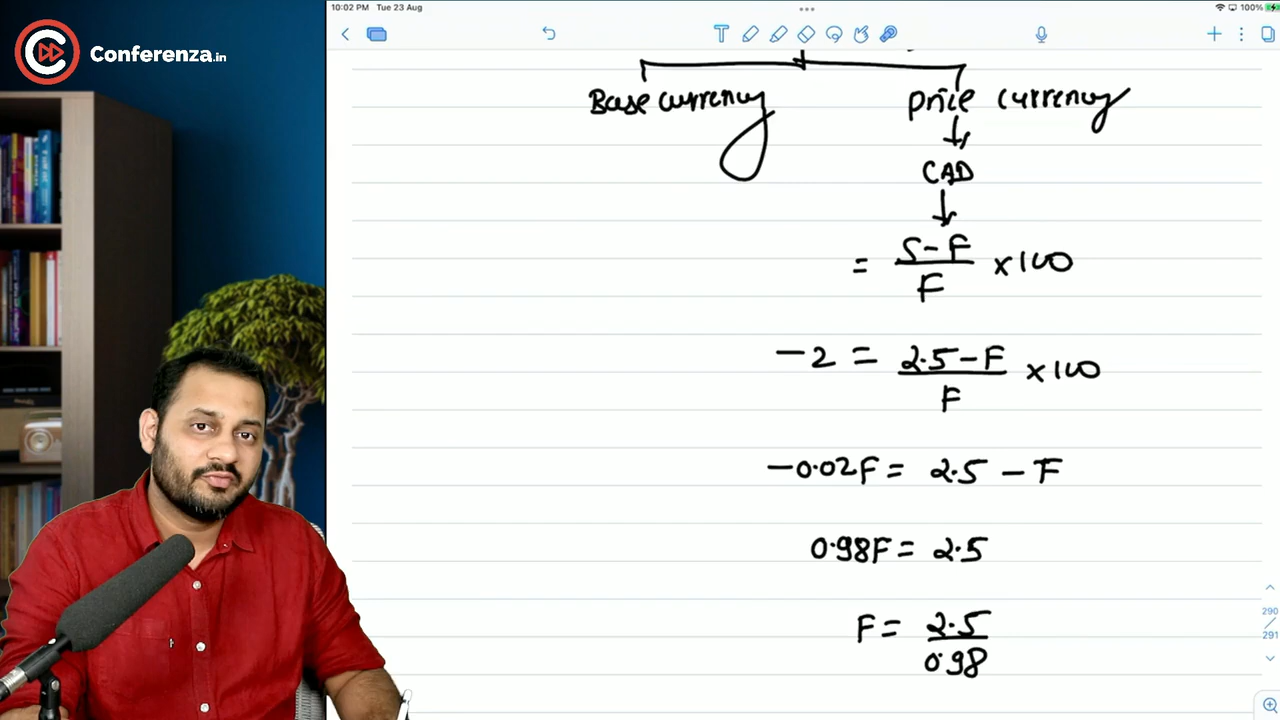 10:02 PM Tue 23 Aug
100%
Conferenza.in
Base currency
Price currency
CAD
= S-F/F ×100
-2 = 2.5-F/F ×100
-0.02F = 2.5 - F
0.98F = 2.5
F = 2.5/0.98
290
291